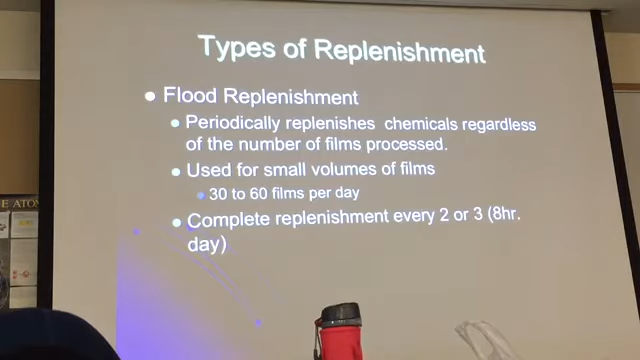 Types of Replenishment
Flood Replenishment
Periodically replenishes chemicals regardless
of the number of films processed.
Used for small volumes of films
30 to 60 films per day
Complete replenishment every 2 or 3 (8hr.
day)
E ATOM